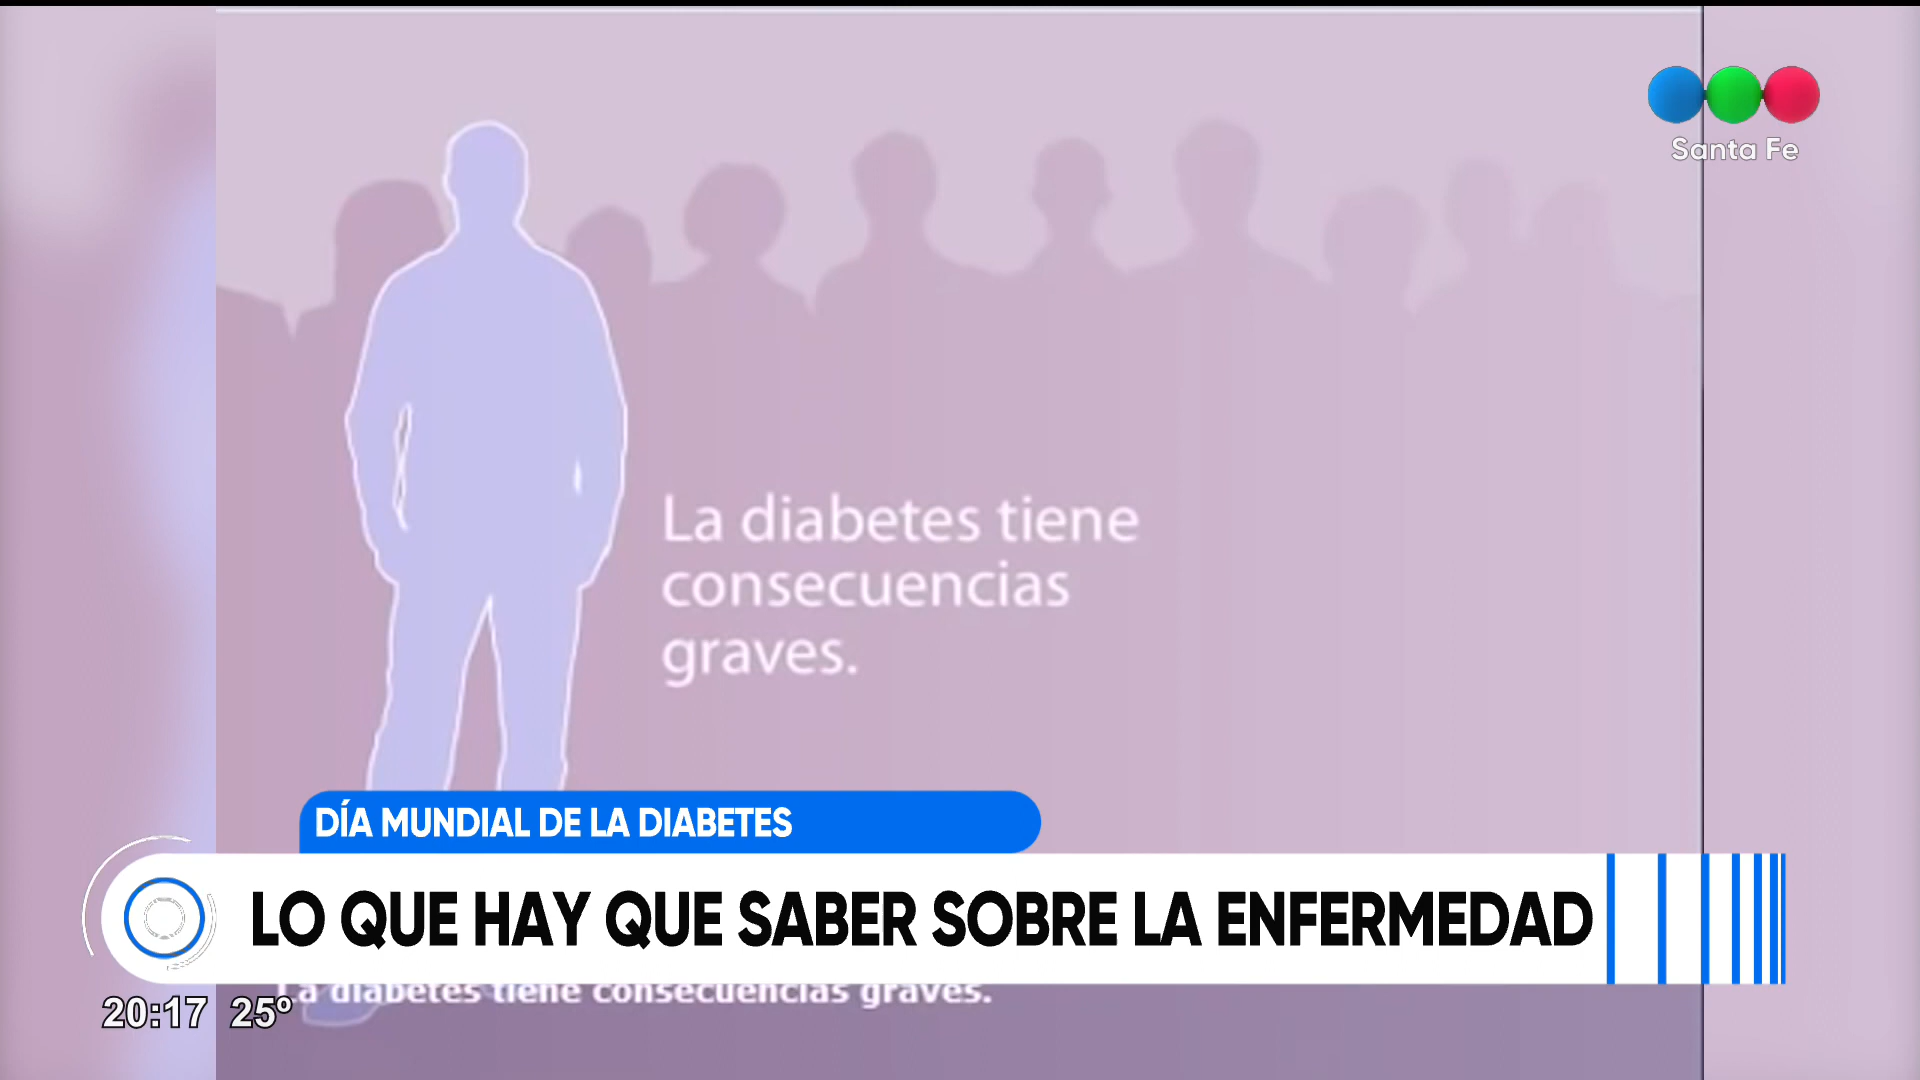 Santa Fe
La diabetes tiene
consecuencias
graves.
DÍA MUNDIAL DE LA DIABETES
LO QUE HAY QUE SABER SOBRE LA ENFERMEDAD
La diabetes tiene consecuencias graves.
20:17 25º